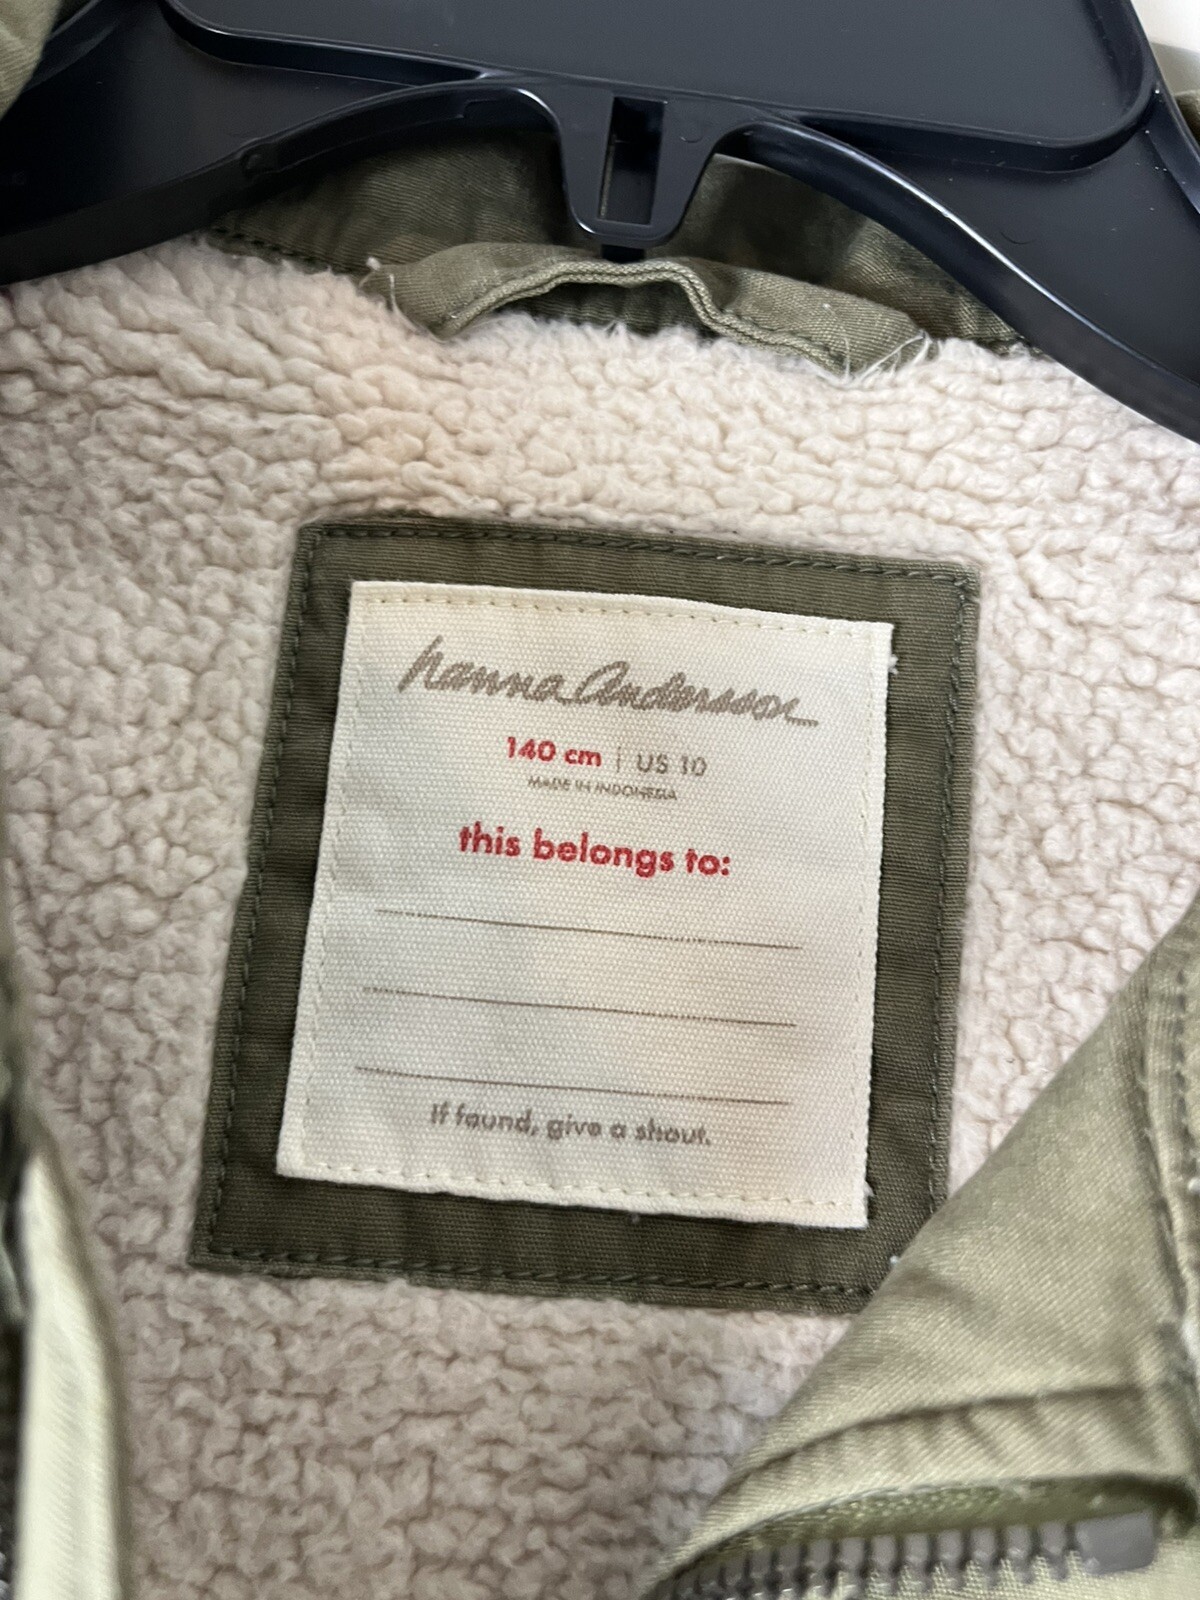 hanna Andersson
140 cm | US 10
MADE IN INDONESIA
this belongs to:
If found, give a shout.